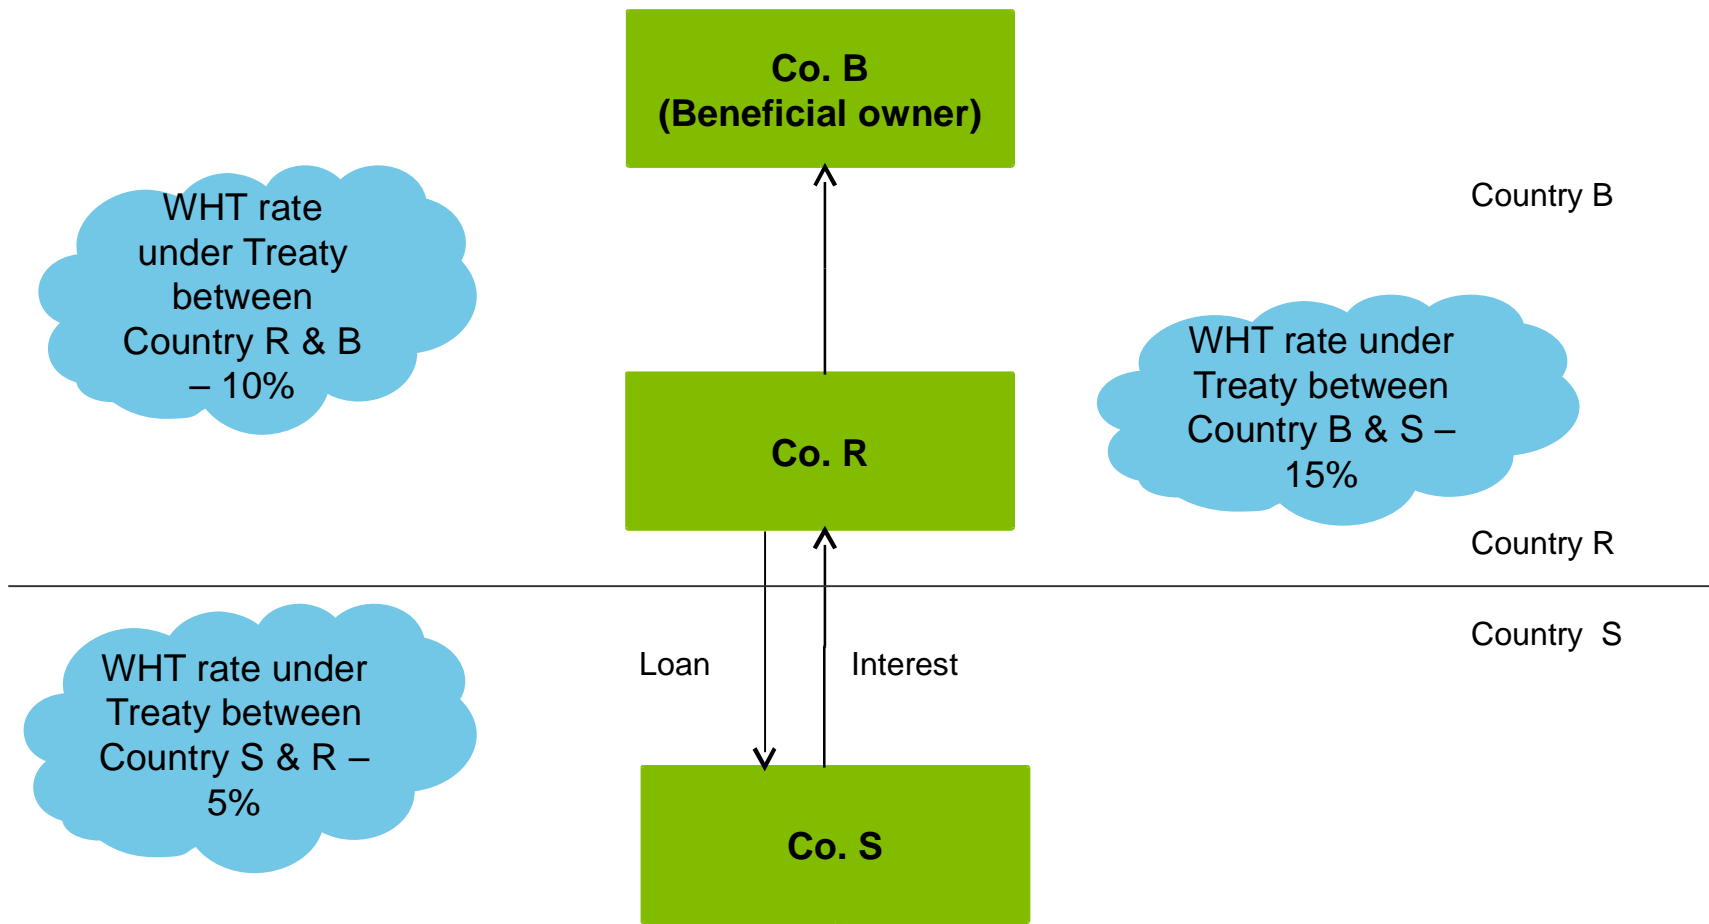 Co. B
(Beneficial owner)
WHT rate
under Treaty
between
Country R & B
– 10%
Country B
WHT rate under
Treaty between
Country B & S –
15%
Co. R
Country R
Country  S
WHT rate under
Treaty between
Country S & R –
5%
Loan
Interest
Co. S